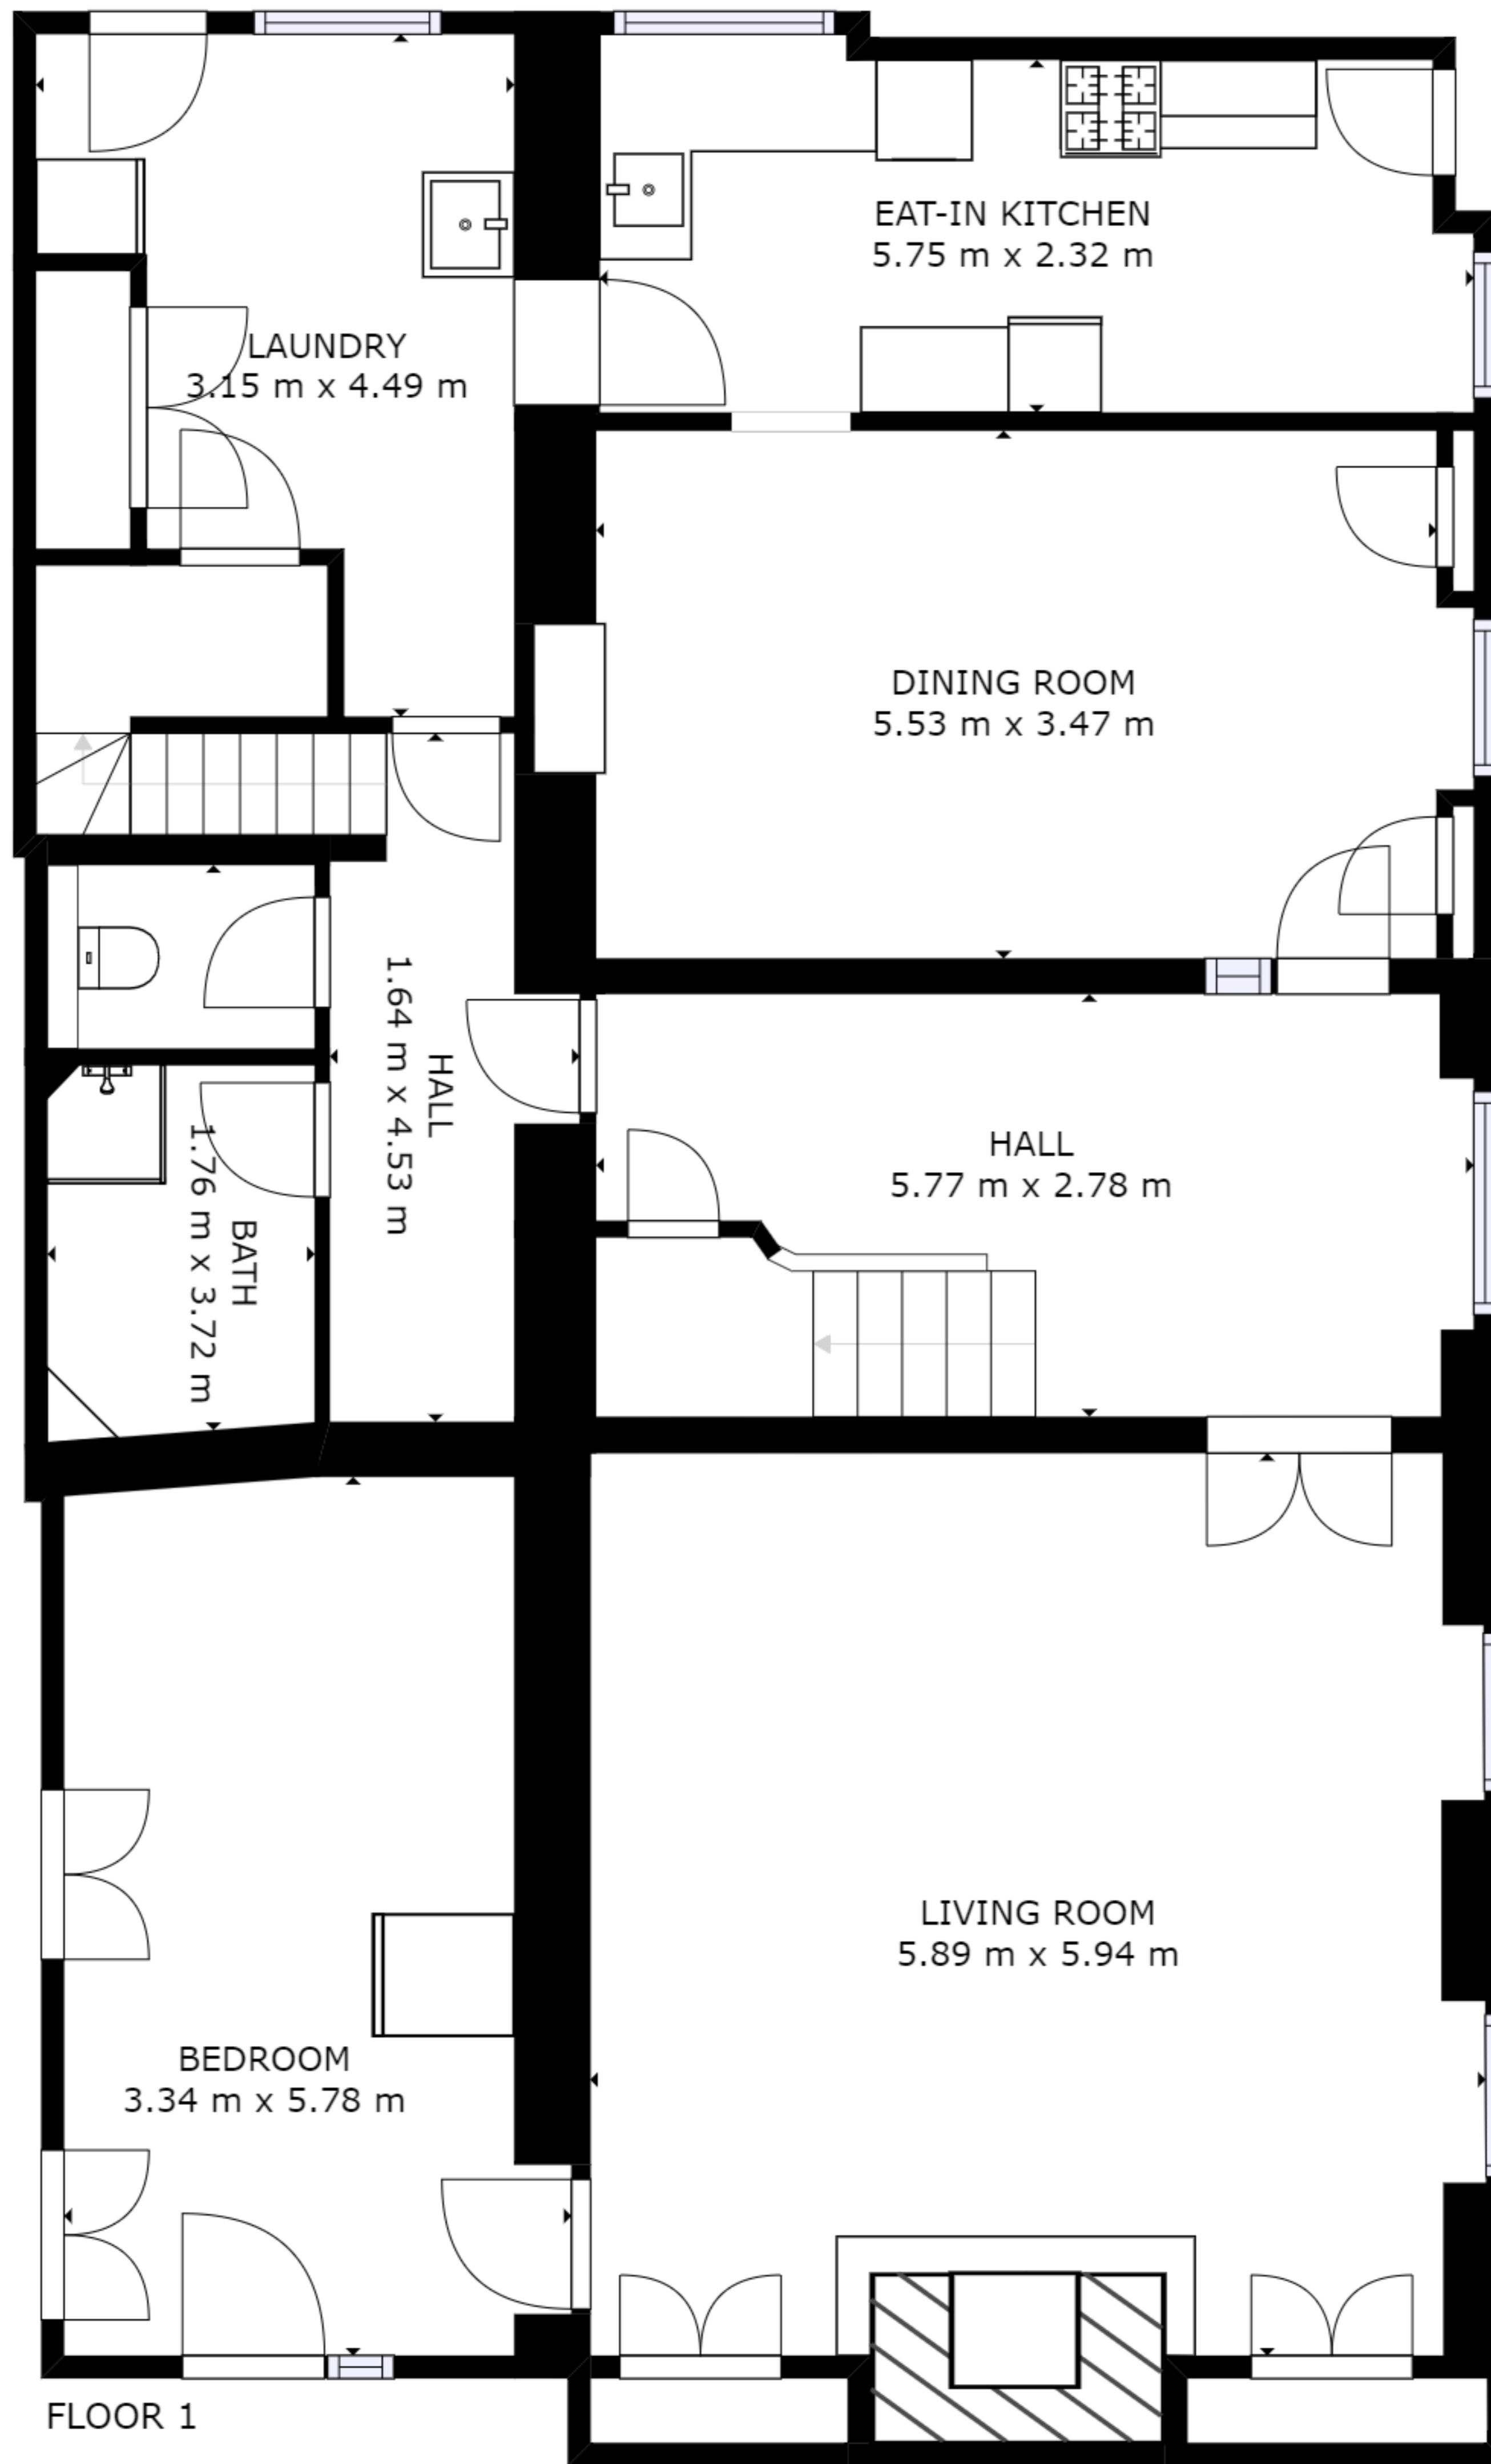 EAT-IN KITCHEN
5.75 m x 2.32 m
LAUNDRY
3.15 m x 4.49 m
DINING ROOM
5.53 m x 3.47 m
HALL
1.64 m x 4.53 m
HALL
5.77 m x 2.78 m
BATH
1.76 m x 3.72 m
LIVING ROOM
5.89 m x 5.94 m
BEDROOM
3.34 m x 5.78 m
FLOOR 1